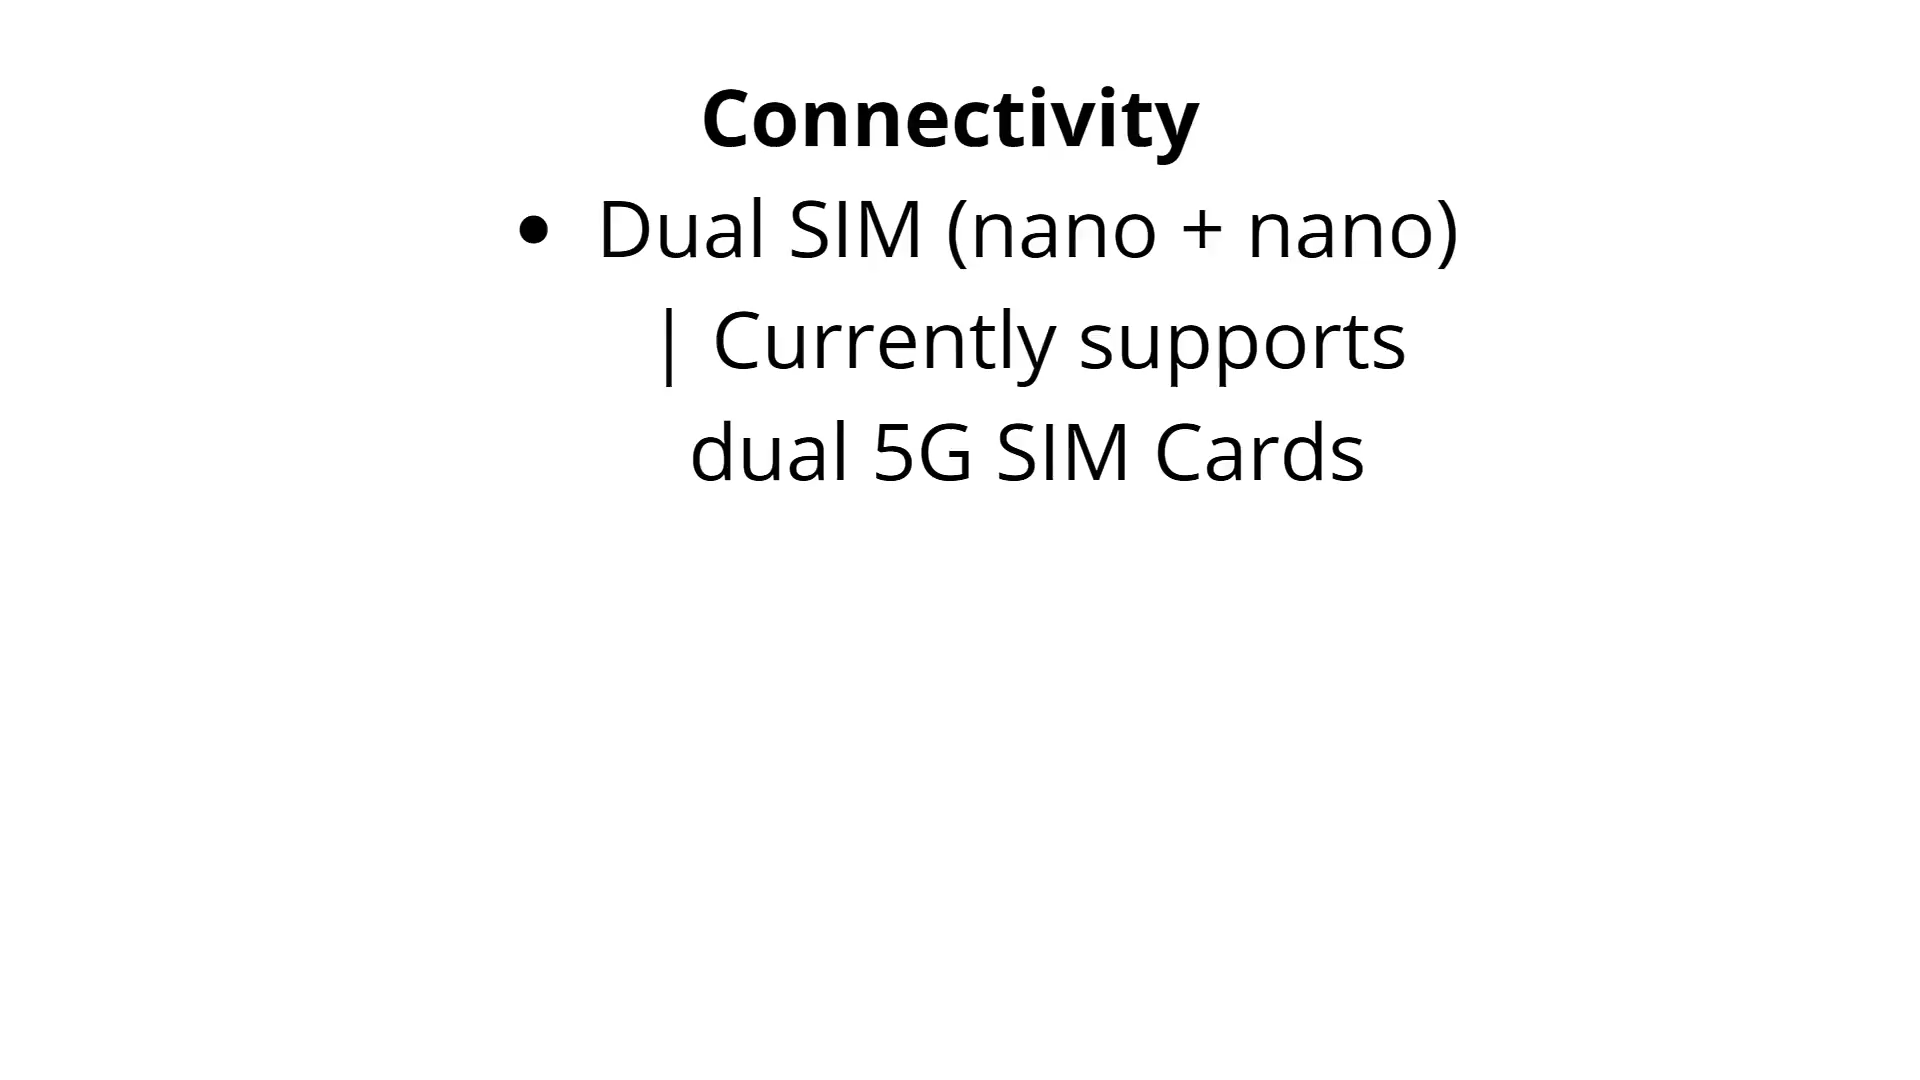 Connectivity
• Dual SIM (nano + nano)
| Currently supports
dual 5G SIM Cards